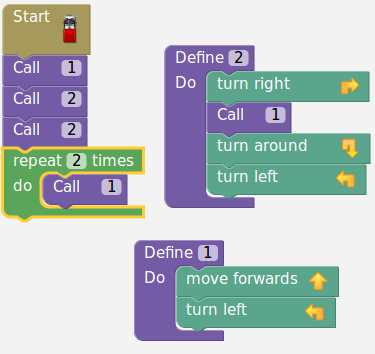 Start
Call 1
Call 2
Call 2
repeat 2 times
do Call 1
Define 2
Do turn right
Call 1
turn around
turn left
Define 1
Do move forwards
turn left